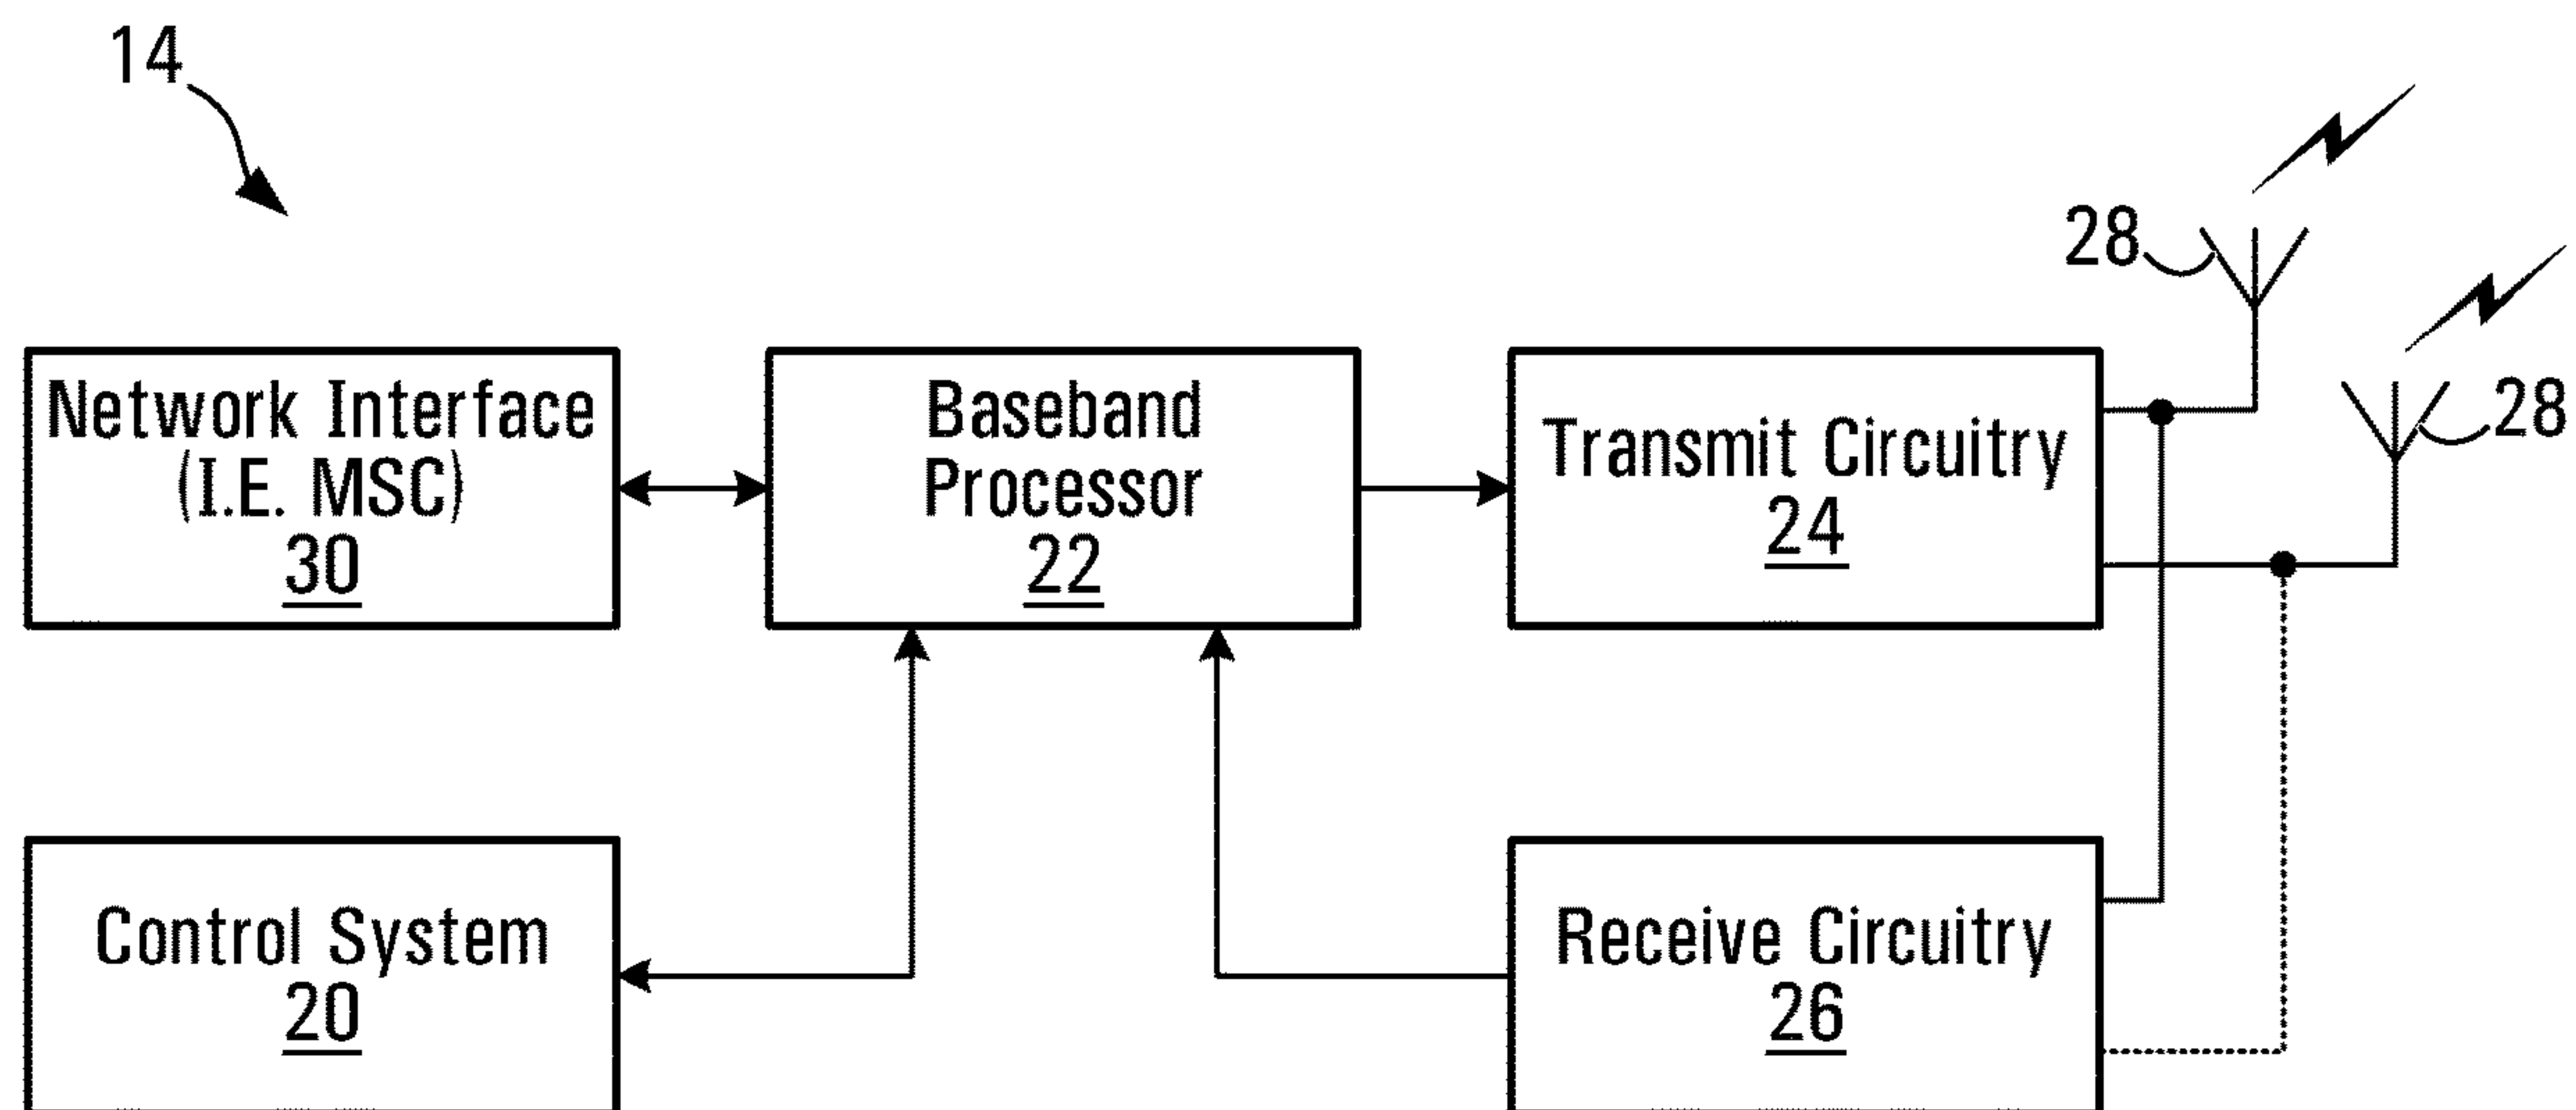 14
28
28
Network Interface
(I.E. MSC)
30
Baseband
Processor
22
Transmit Circuitry
24
Control System
20
Receive Circuitry
26